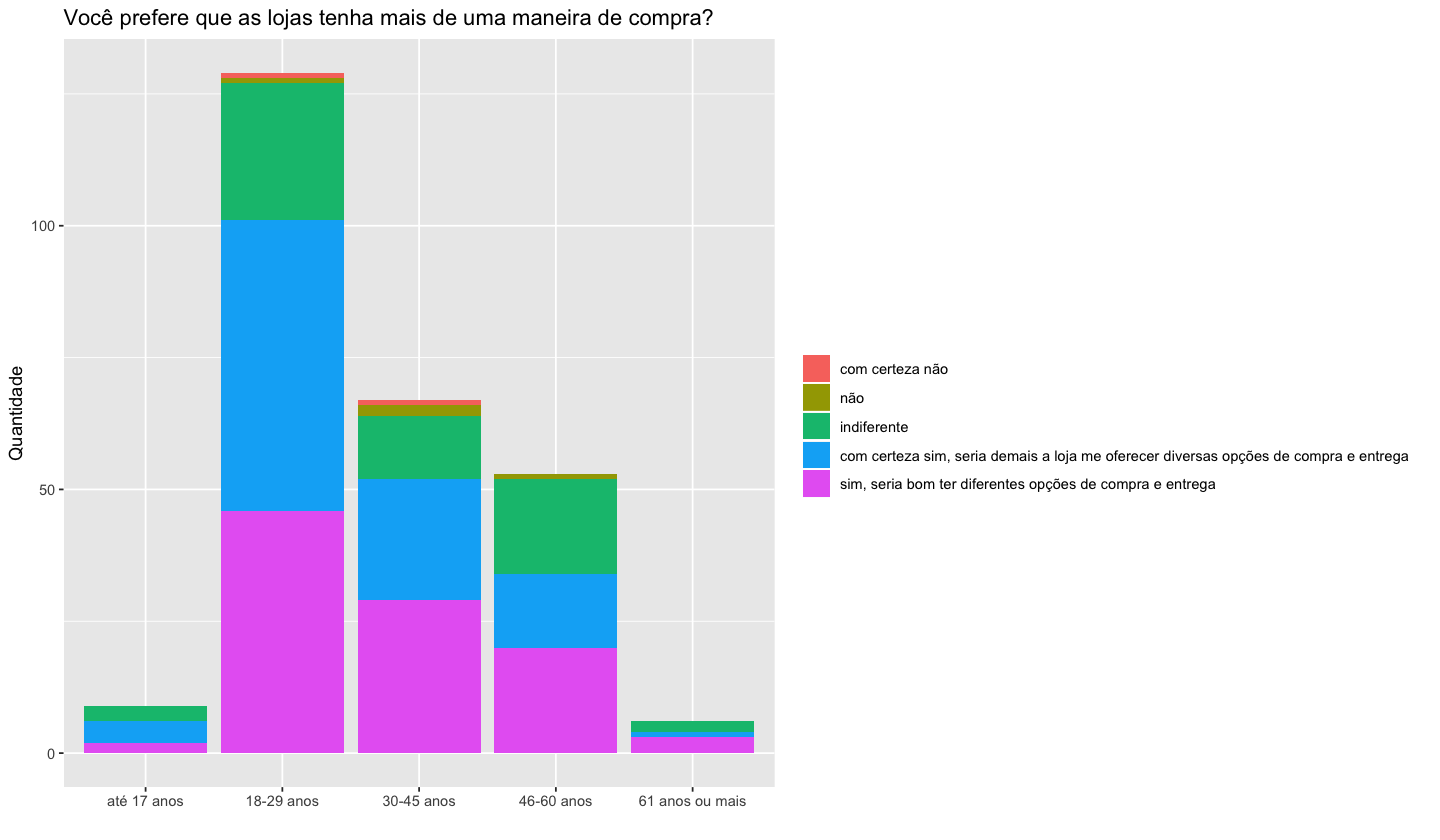 Você prefere que as lojas tenha mais de uma maneira de compra?
Quantidade
100
50
0
até 17 anos
18-29 anos
30-45 anos
46-60 anos
61 anos ou mais
com certeza não
não
indiferente
com certeza sim, seria demais a loja me oferecer diversas opções de compra e entrega
sim, seria bom ter diferentes opções de compra e entrega